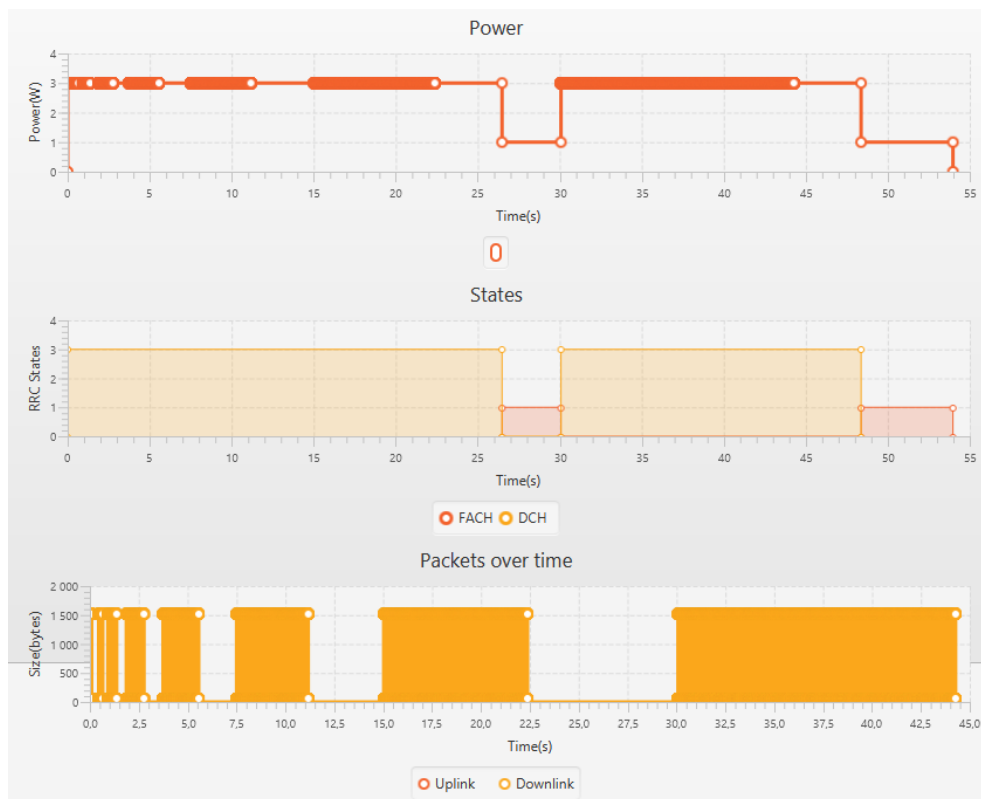 Power
Power(W)
4
3
2
1
0
0 5 10 15 20 25 30 35 40 45 50 55
Time(s)
0
States
RRC States
4
3
2
1
0
0 5 10 15 20 25 30 35 40 45 50 55
Time(s)
FACH DCH
Packets over time
Size(bytes)
2 000
1 500
1 000
500
0
0,0 2,5 5,0 7,5 10,0 12,5 15,0 17,5 20,0 22,5 25,0 27,5 30,0 32,5 35,0 37,5 40,0 42,5 45,0
Time(s)
Uplink Downlink